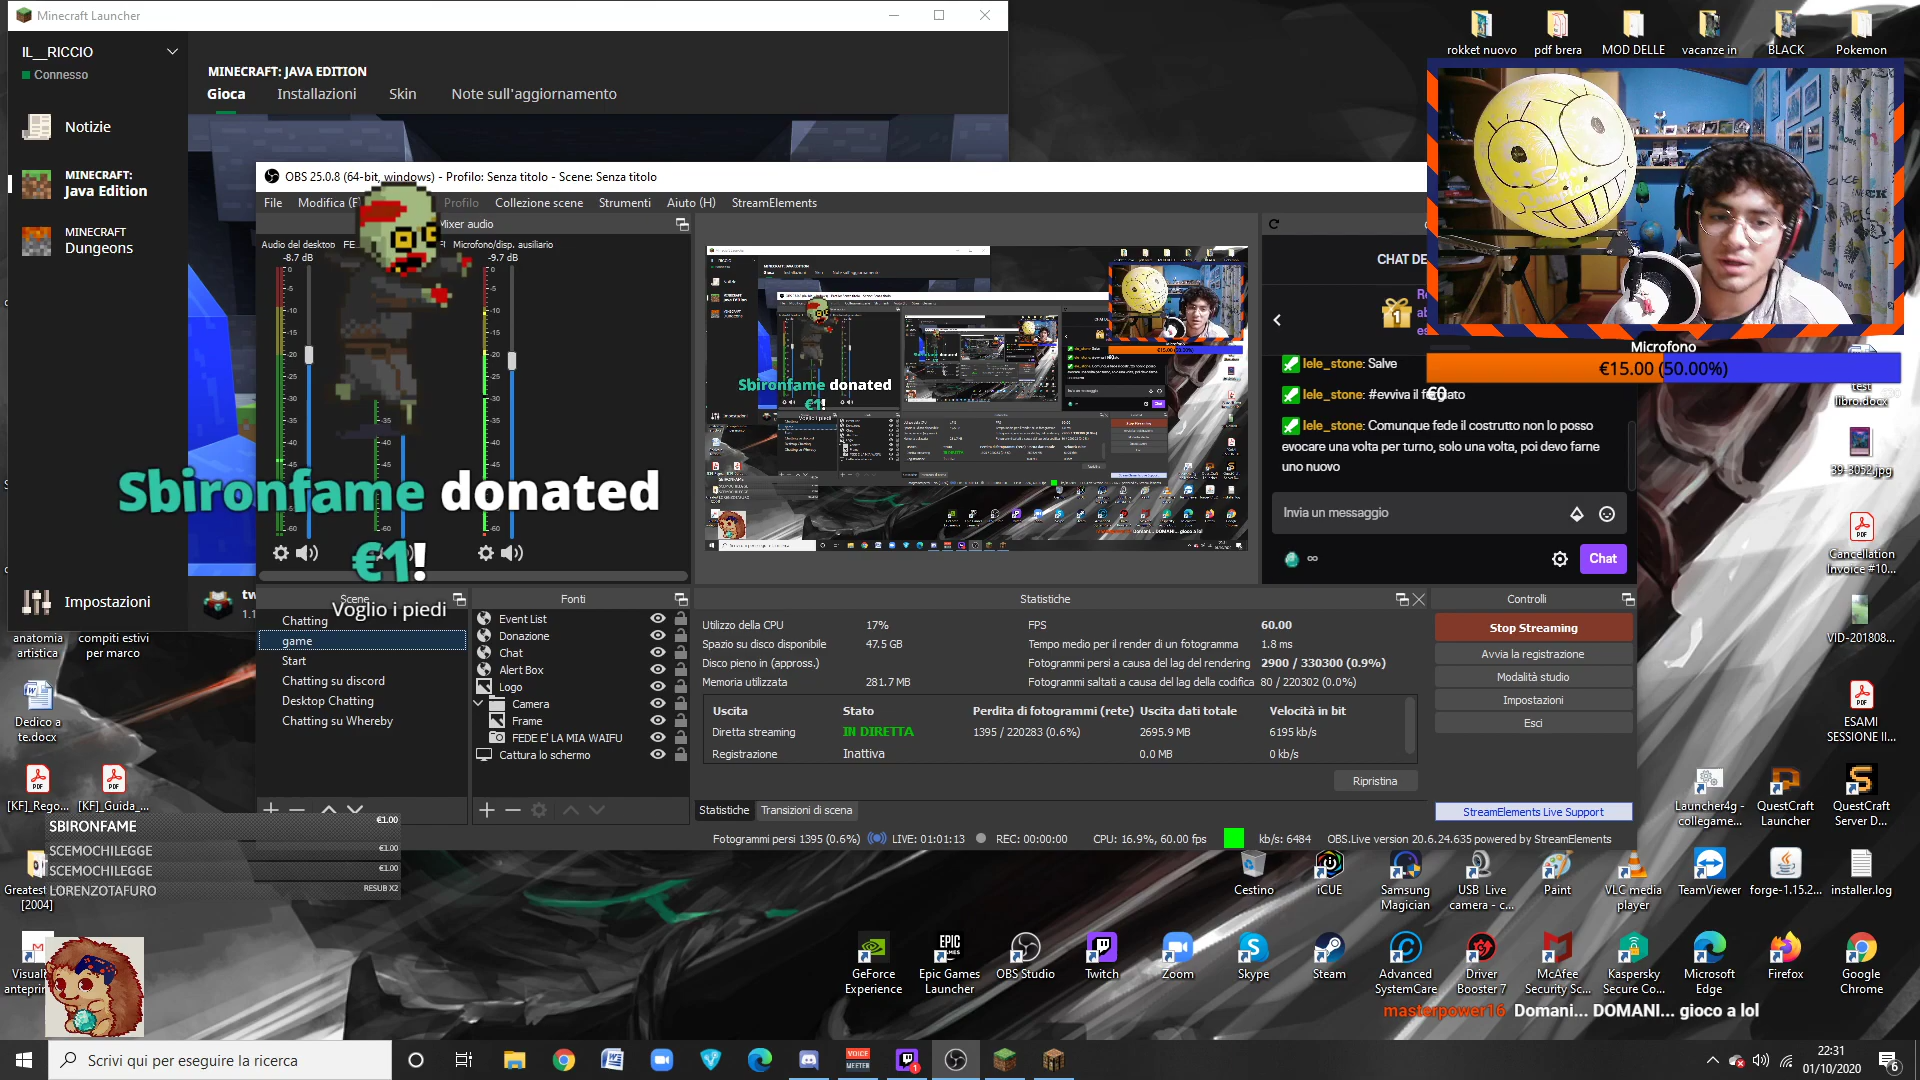 Minecraft Launcher
IL__RICCIO
Connesso
Notizie
MINECRAFT:
Java Edition
MINECRAFT
Dungeons
Impostazioni
MINECRAFT: JAVA EDITION
Gioca
Installazioni
Skin
Note sull'aggiornamento
OBS 25.0.8 (64-bit, windows) - Profilo: Senza titolo - Scene: Senza titolo
File
Modifica (
Profilo
Collezione scene
Strumenti
Aiuto (H)
StreamElements
Mixer audio
Audio del desktop
FE
Microfono/disp. ausiliario
-8.7 dB
-9.7 dB
Sbironfame donated
€1!
Voglio i piedi
CHAT DE
lele_stone: Salve
lele_stone: #evviva il
lele_stone: Comunque fede il costrutto non lo posso
evocare una volta per turno, solo una volta, poi devo farne
uno nuovo
Invia un messaggio
∞
Chat
Microfono
€15.00 (50.00%)
€0
Scene
Chatting
game
Start
Chatting su discord
Desktop Chatting
Chatting su Whereby
Fonti
Event List
Donazione
Chat
Alert Box
Logo
Camera
Frame
FEDE E' LA MIA WAIFU
Cattura lo schermo
Statistiche
Utilizzo della CPU 17%
Spazio su disco disponibile 47.5 GB
Disco pieno in (appross.)
Memoria utilizzata 281.7 MB
FPS 60.00
Tempo medio per il render di un fotogramma 1.8 ms
Fotogrammi persi a causa del lag del rendering 2900 / 330300 (0.9%)
Fotogrammi saltati a causa del lag della codifica 80 / 220302 (0.0%)
Uscita Stato Perdita di fotogrammi (rete) Uscita dati totale Velocità in bit
Diretta streaming IN DIRETTA 1395 / 220283 (0.6%) 2695.9 MB 6195 kb/s
Registrazione Inattiva 0.0 MB 0 kb/s
Ripristina
Statistiche
Transizioni di scena
Controlli
Stop Streaming
Avvia la registrazione
Modalità studio
Impostazioni
Esci
StreamElements Live Support
Fotogrammi persi 1395 (0.6%) LIVE: 01:01:13 REC: 00:00:00 CPU: 16.9%, 60.00 fps kb/s: 6484 OBS.Live version 20.6.24.635 powered by StreamElements
SBIRONFAME €1.00
SCEMOCHILEGGE €1.00
SCEMOCHILEGGE €1.00
LORENZOTAFURO RESUB X2
rokket nuovo
pdf brera
MOD DELLE
vacanze in
BLACK
Pokemon
test
libro.docx
39-3052.jpg
Cancellation
Invoice #10...
VID-201808...
ESAMI
SESSIONE II...
anatomia
artistica
compiti estivi
per marco
Dedico a
te.docx
[KF]_Rego...
[KF]_Guida_...
Greatest
[2004]
Launcher4g -
collegame...
QuestCraft
Launcher
QuestCraft
Server D...
Cestino
iCUE
Samsung
Magician
USB Live
camera - c...
Paint
VLC media
player
TeamViewer
forge-1.15.2...
installer.log
GeForce
Experience
Epic Games
Launcher
OBS Studio
Twitch
Zoom
Skype
Steam
Advanced
SystemCare
Driver
Booster 7
McAfee
Security Sc...
Kaspersky
Secure Co...
Microsoft
Edge
Firefox
Google
Chrome
masterpower16 Domani... DOMANI... gioco a lol
Scrivi qui per eseguire la ricerca
22:31
01/10/2020
6